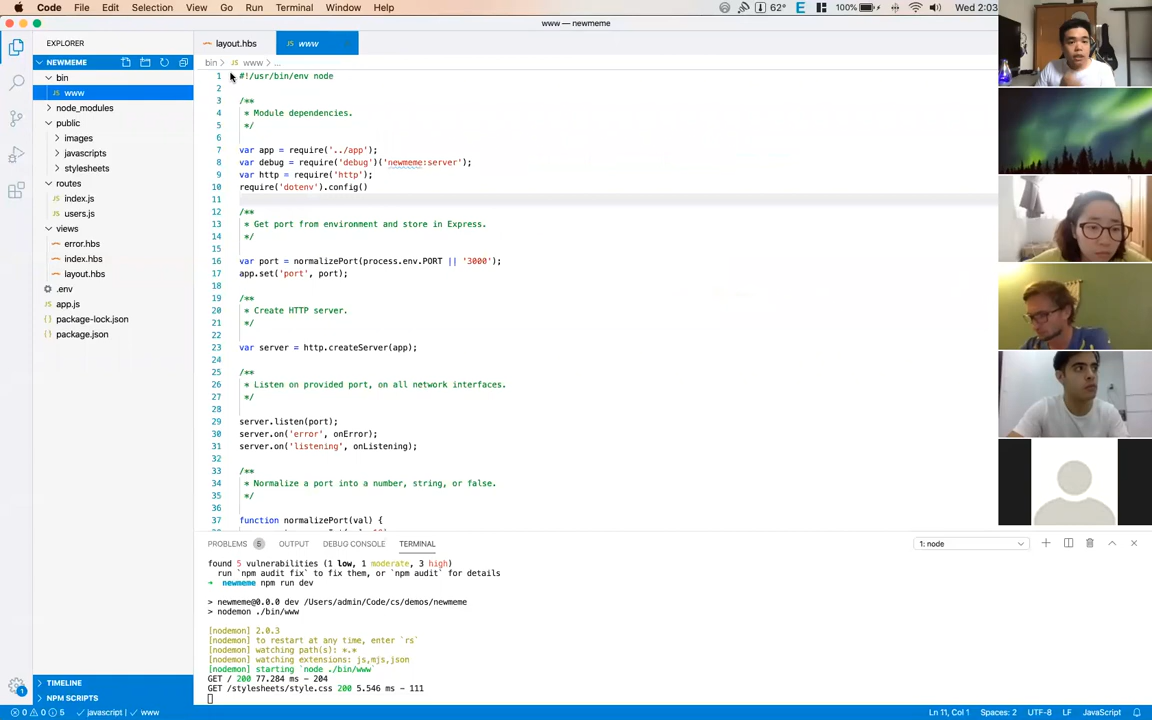 Code File Edit Selection View Go Run Terminal Window Help 62° 100% Wed 2:03
www — newmeme
EXPLORER
NEWMEME
bin
www
node_modules
public
images
javascripts
stylesheets
routes
JS index.js
JS users.js
views
error.hbs
index.hbs
layout.hbs
.env
JS app.js
{} package-lock.json
{} package.json
TIMELINE
NPM SCRIPTS
layout.hbs
JS www
bin > JS www > ...
1 #!/usr/bin/env node
2
3 /**
4 * Module dependencies.
5 */
6
7 var app = require('../app');
8 var debug = require('debug')('newmeme:server');
9 var http = require('http');
10 require('dotenv').config()
11
12 /**
13 * Get port from environment and store in Express.
14 */
15
16 var port = normalizePort(process.env.PORT || '3000');
17 app.set('port', port);
18
19 /**
20 * Create HTTP server.
21 */
22
23 var server = http.createServer(app);
24
25 /**
26 * Listen on provided port, on all network interfaces.
27 */
28
29 server.listen(port);
30 server.on('error', onError);
31 server.on('listening', onListening);
32
33 /**
34 * Normalize a port into a number, string, or false.
35 */
36
37 function normalizePort(val) {
PROBLEMS 5 OUTPUT DEBUG CONSOLE TERMINAL 1: node
found 5 vulnerabilities (1 low, 1 moderate, 3 high)
run `npm audit fix` to fix them, or `npm audit` for details
➜ newmeme npm run dev
> newmeme@0.0.0 dev /Users/admin/Code/cs/demos/newmeme
> nodemon ./bin/www
[nodemon] 2.0.3
[nodemon] to restart at any time, enter `rs`
[nodemon] watching path(s): *.*
[nodemon] watching extensions: js,mjs,json
[nodemon] starting `node ./bin/www`
GET / 200 77.284 ms - 204
GET /stylesheets/style.css 200 5.546 ms - 111
0 0 5 javascript | www Ln 11, Col 1 Spaces: 2 UTF-8 LF JavaScript